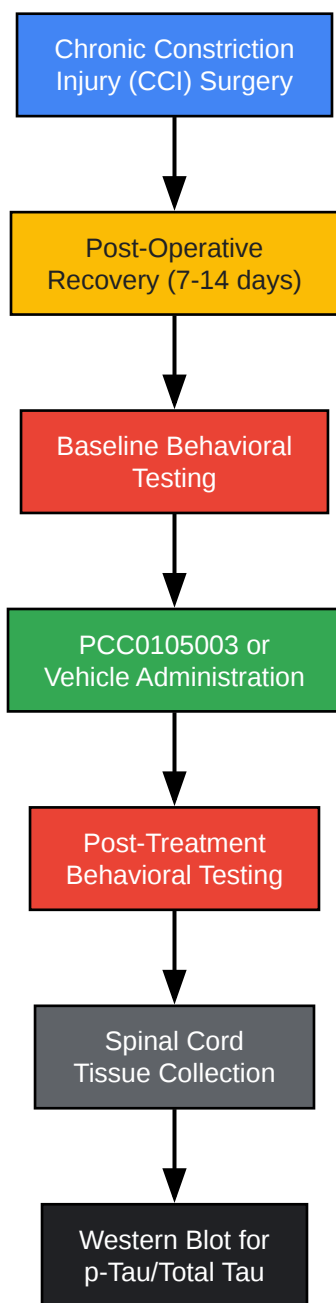 Chronic Constriction
Injury (CCI) Surgery
Post-Operative
Recovery (7-14 days)
Baseline Behavioral
Testing
PCC0105003 or
Vehicle Administration
Post-Treatment
Behavioral Testing
Spinal Cord
Tissue Collection
Western Blot for
p-Tau/Total Tau